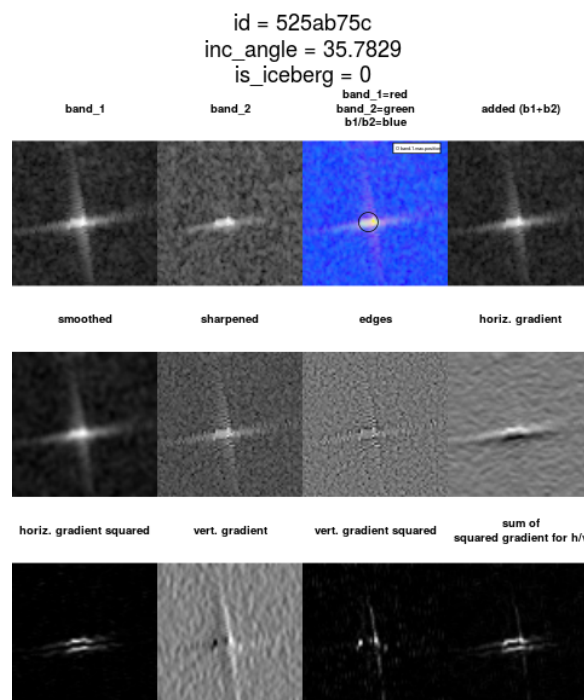 id = 525ab75c
inc_angle = 35.7829
is_iceberg = 0
band_1
band_2
band_1=red
band_2=green
b1/b2=blue
added (b1+b2)
smoothed
sharpened
edges
horiz. gradient
horiz. gradient squared
vert. gradient
vert. gradient squared
sum of
squared gradient for h/v